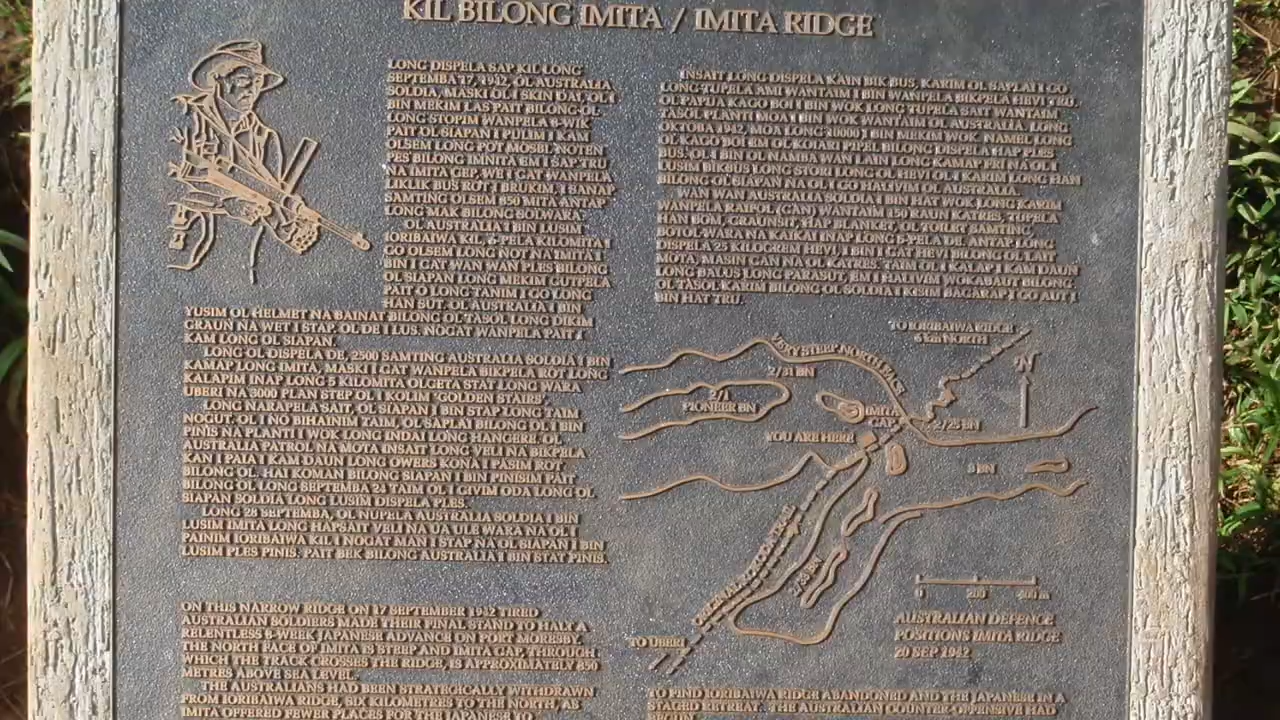 KIL BILONG IMITA / IMITA RIDGE
LONG DISPELA SAP KIL LONG
SEPTEMBA 17, 1942, OL AUSTRALIA
SOLDIA, MASKI OL I SKIN DAI, OL I
BIN MEKIM LAS PAIT BILONG OL
LONG STOPIM WANPELA 8-WIK
PAIT OL SIAPAN I PULIM I KAM
OLSEM LONG POT MOSBI. NOTEN
PES BILONG IMNITA EM I SAP TRU
NA IMITA GEP, WE I GAT WANPELA
LIKLIK BUS ROT I BRUKIM, I SANAP
SAMTING OLSEM 850 MITA ANTAP
LONG MAK BILONG SOLWARA.
OL AUSTRALIA I BIN LUSIM
IORIBAIWA KIL, 6-PELA KILOMITA I
GO OLSEM LONG NOT NA IMITA I
BIN I GAT WAN WAN PLES BILONG
OL SIAPAN LONG MEKIM GUTPELA
PAIT O LONG TANIM I GO LONG
HAN SUT. OL AUSTRALIA I BIN
YUSIM OL HELMET NA BAINAT BILONG OL TASOL LONG DIKIM
GRAUN NA WET I STAP. OL DE I LUS, NOGAT WANPELA PAIT I
KAM LONG OL SIAPAN.
LONG OL DISPELA DE, 2500 SAMTING AUSTRALIA SOLDIA I BIN
KAMAP LONG IMITA, MASKI I GAT WANPELA BIKPELA ROT LONG
KALAPIM INAP LONG 5 KILOMITA OLGETA STAT LONG WARA
UBERI NA 3000 PLAN STEP OL I KOLIM 'GOLDEN STAIRS'.
LONG NARAPELA SAIT, OL SIAPAN I BIN STAP LONG TAIM
NOGUT. OL I NO BIHAINIM TAIM, OL SAPLAI BILONG OL I BIN
PINIS NA PLANTI I WOK LONG INDAI LONG HANGERE. OL
AUSTRALIA PATROL NA MOTA INSAIT LONG VELI NA BIKPELA
KAN I PAIA I KAM DAUN LONG OWERS KONA I PASIM ROT
BILONG OL. HAI KOMAN BILONG SIAPAN I BIN PINISIM PAIT
BILONG OL LONG SEPTEMBA 24 TAIM OL I GIVIM ODA LONG OL
SIAPAN SOLDIA LONG LUSIM DISPELA PLES.
LONG 28 SEPTEMBA, OL NUPELA AUSTRALIA SOLDIA I BIN
LUSIM IMITA LONG HAPSAIT VELI NA UA ULE WARA NA OL I
PAINIM IORIBAIWA KIL I NOGAT MAN I STAP NA OL SIAPAN I BIN
LUSIM PLES PINIS. PAIT BEK BILONG AUSTRALIA I BIN STAT PINIS.
INSAIT LONG DISPELA KAIN BIK BUS, KARIM OL SAPLAI I GO
LONG TUPELA AMI WANTAIM I BIN WANPELA BIKPELA HEVI TRU.
OL PAPUA KAGO BOI I BIN WOK LONG TUPELA SAIT WANTAIM
TASOL PLANTI MOA I BIN WOK WANTAIM OL AUSTRALIA. LONG
OKTOBA 1942, MOA LONG 10000 I BIN MEKIM WOK. NAMEL LONG
OL KAGO BOI EM OL KOIARI PIPEL BILONG DISPELA HAP PLES
BUS. OL I BIN OL NAMBA WAN LAIN LONG KAMAP FRI NA OL I
LUSIM BIKBUS LONG STORI LONG OL HEVI OL I KARIM LONG HAN
BILONG OL SIAPAN NA OL I GO HALIVIM OL AUSTRALIA.
WAN WAN AUSTRALIA SOLDIA I BIN HAT WOK LONG KARIM
WANPELA RAIPOL (GAN) WANTAIM 150 RAUN KATRES, TUPELA
HAN BOM, GRAUN SIT, HAP BLANKET, OL TOILET SAMTING,
BOTOL WARA NA KAIKAI INAP LONG 5-PELA DE. ANTAP LONG
DISPELA 25 KILOGREM HEVI, I BIN I GAT HEVI BILONG OL LAIT
MOTA, MASIN GAN NA OL KATRES. TAIM OL I KALAP I KAM DAUN
LONG BALUS LONG PARASUT, EM I HALIVIM WOKABAUT BILONG
OL TASOL KARIM BILONG OL SOLDIA I KISIM BAGARAP I GO AUT I
BIN HAT TRU.
TO IORIBAIWA RIDGE
6 km NORTH
N
VERY STEEP NORTH FACE
2/31 BN
2/1
PIONEER BN
IMITA
GAP
2/25 BN
YOU ARE HERE
3 BN
ORIGINAL KOKODA TRAIL
2/33 BN
TO UBERI
0 200 400 m
AUSTRALIAN DEFENCE
POSITIONS IMITA RIDGE
20 SEP 1942
ON THIS NARROW RIDGE ON 17 SEPTEMBER 1942 TIRED
AUSTRALIAN SOLDIERS MADE THEIR FINAL STAND TO HALT A
RELENTLESS 8-WEEK JAPANESE ADVANCE ON PORT MORESBY.
THE NORTH FACE OF IMITA IS STEEP AND IMITA GAP, THROUGH
WHICH THE TRACK CROSSES THE RIDGE, IS APPROXIMATELY 850
METRES ABOVE SEA LEVEL.
THE AUSTRALIANS HAD BEEN STRATEGICALLY WITHDRAWN
FROM IORIBAIWA RIDGE, SIX KILOMETRES TO THE NORTH, AS
IMITA OFFERED FEWER PLACES FOR THE JAPANESE TO
TO FIND IORIBAIWA RIDGE ABANDONED AND THE JAPANESE IN A
STAGED RETREAT. THE AUSTRALIAN COUNTER-OFFENSIVE HAD
BEGUN.